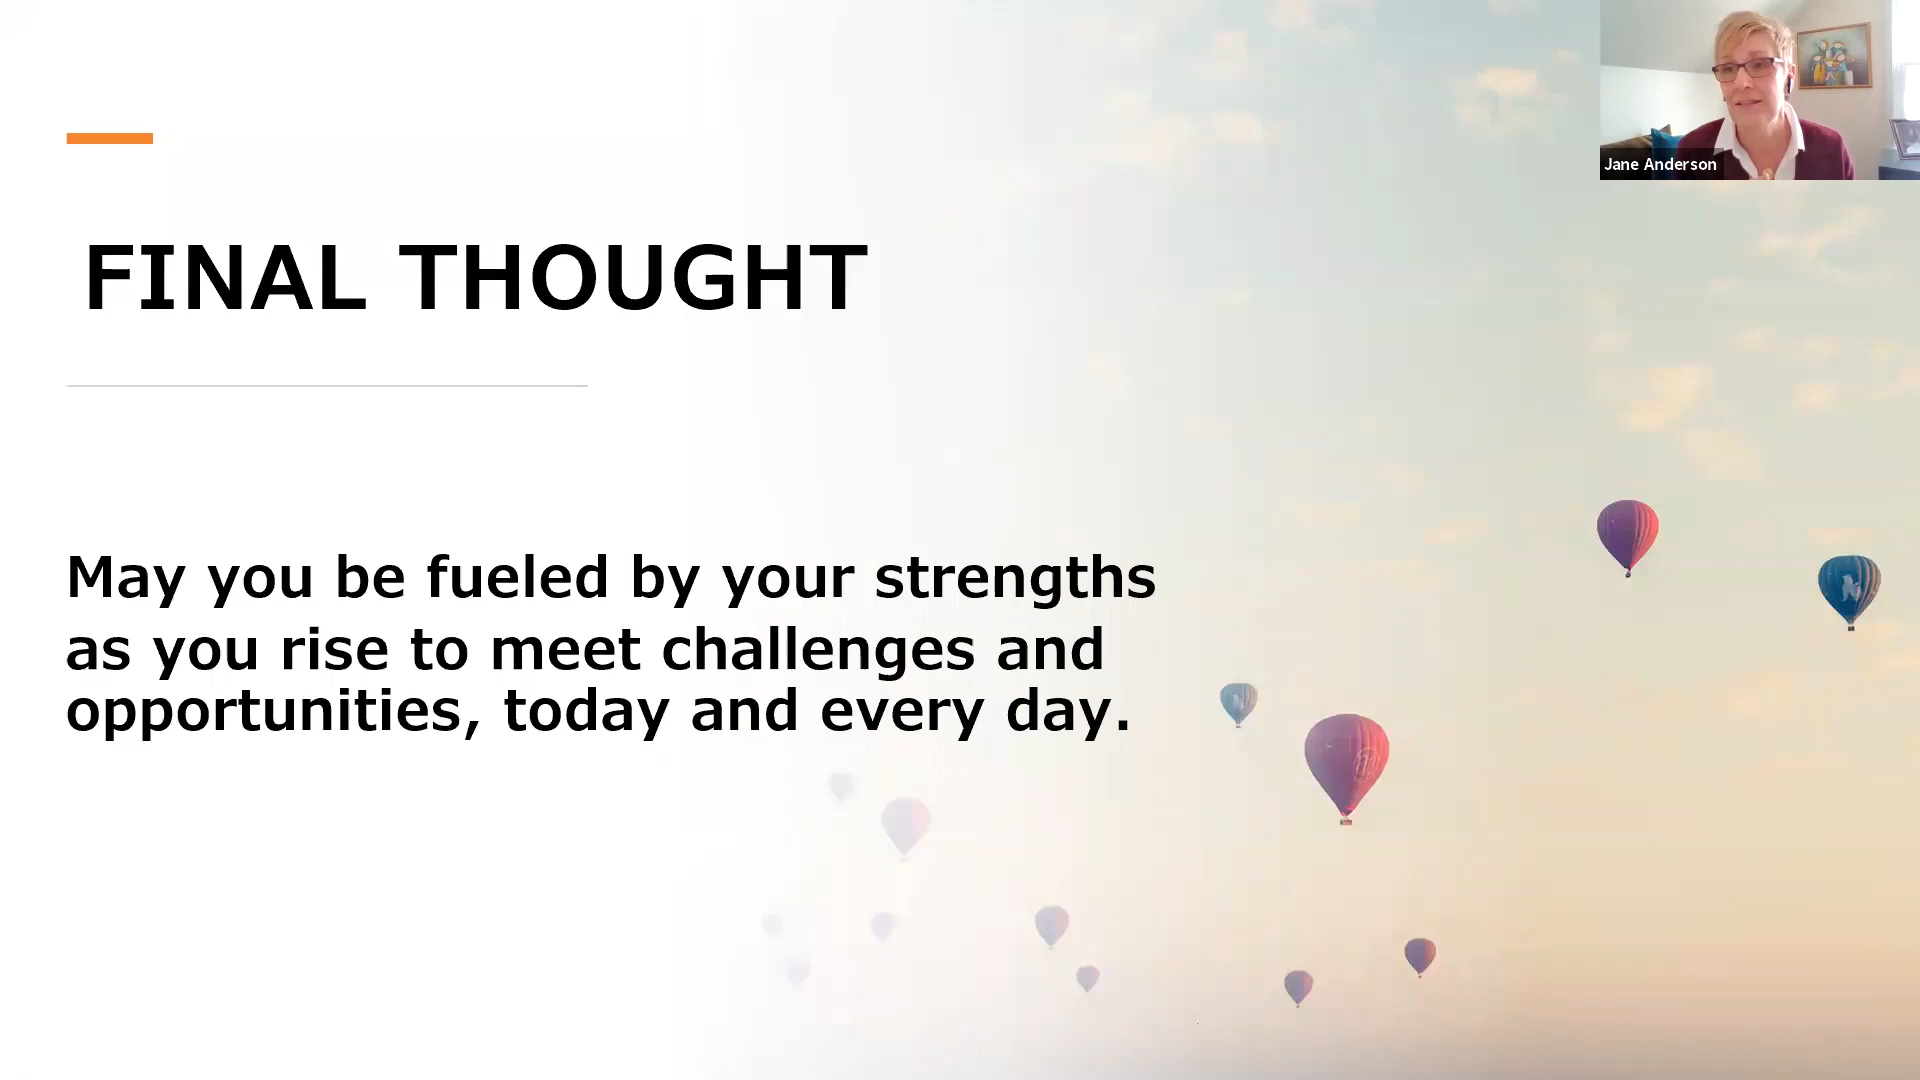 FINAL THOUGHT
May you be fueled by your strengths
as you rise to meet challenges and
opportunities, today and every day.
Jane Anderson